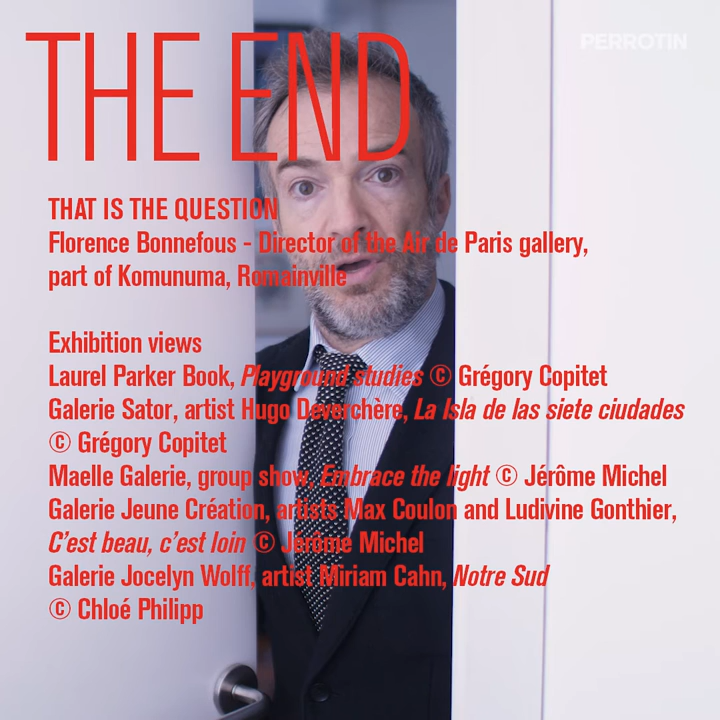 THE END
PERROTIN
THAT IS THE QUESTION
Florence Bonnefous - Director of the Air de Paris gallery,
part of Komunuma, Romainville
Exhibition views
Laurel Parker Book, Playground studies © Grégory Copitet
Galerie Sator, artist Hugo Deverchère, La Isla de las siete ciudades
© Grégory Copitet
Maelle Galerie, group show, Embrace the light © Jérôme Michel
Galerie Jeune Création, artists Max Coulon and Ludivine Gonthier,
C’est beau, c’est loin © Jérôme Michel
Galerie Jocelyn Wolff, artist Miriam Cahn, Notre Sud
© Chloé Philipp